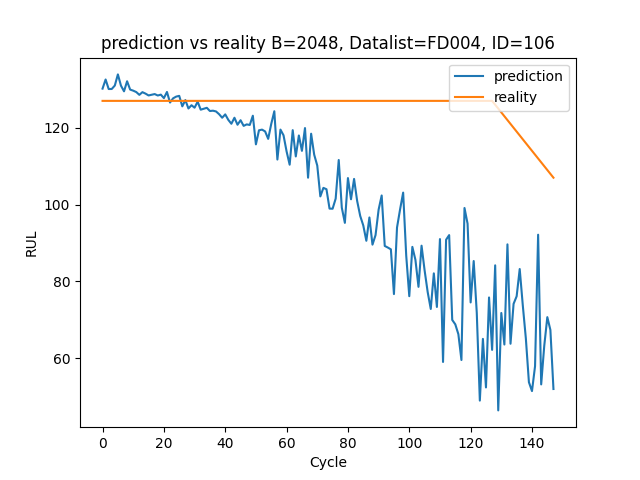 prediction vs reality B=2048, Datalist=FD004, ID=106
prediction
reality
RUL
120
100
80
60
0 20 40 60 80 100 120 140
Cycle